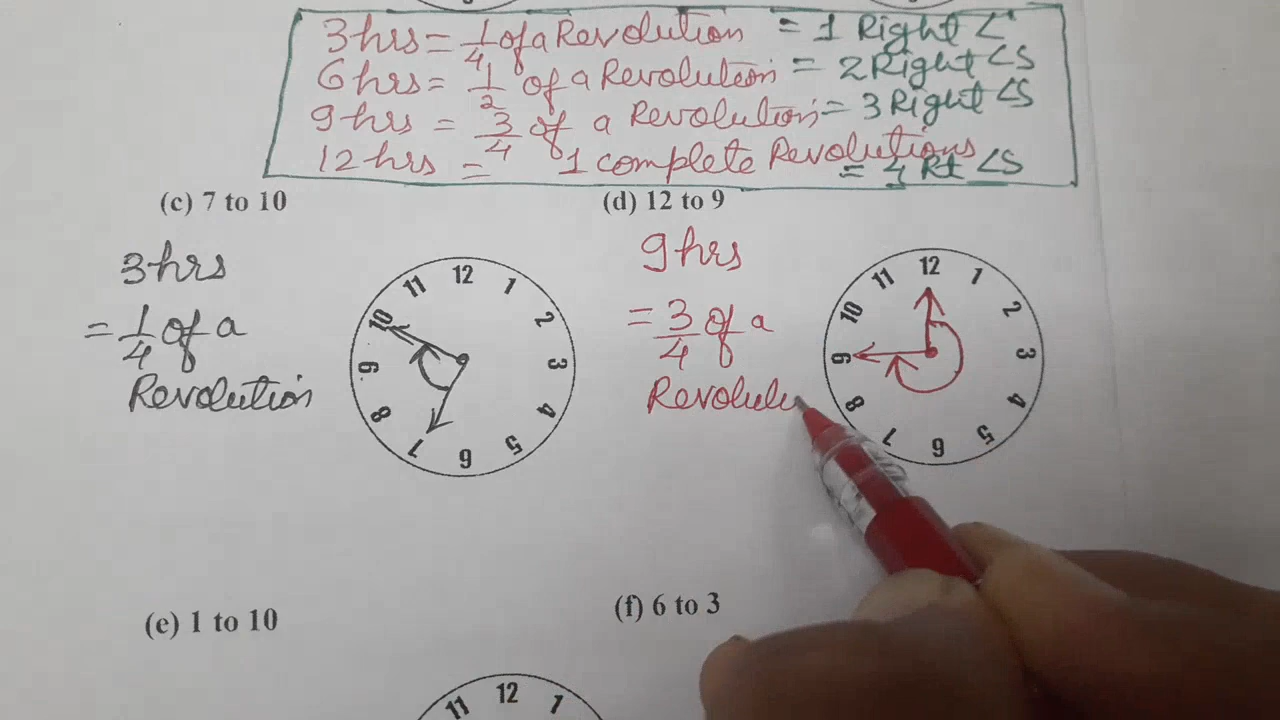 3 hrs = 1/4 of a Revolution = 1 Right ∠
6 hrs = 1/2 of a Revolution = 2 Right ∠S
9 hrs = 3/4 of a Revolution = 3 Right ∠S
12 hrs = 1 complete Revolutions = 4 Rt ∠S
(c) 7 to 10
3 hrs
= 1/4 of a
Revolution
12
11 1
10 2
9 3
8 4
7 5
6
(d) 12 to 9
9 hrs
= 3/4 of a
Revolu
12
11 1
10 2
9 3
8 4
7 5
6
(e) 1 to 10
12
11 1
(f) 6 to 3